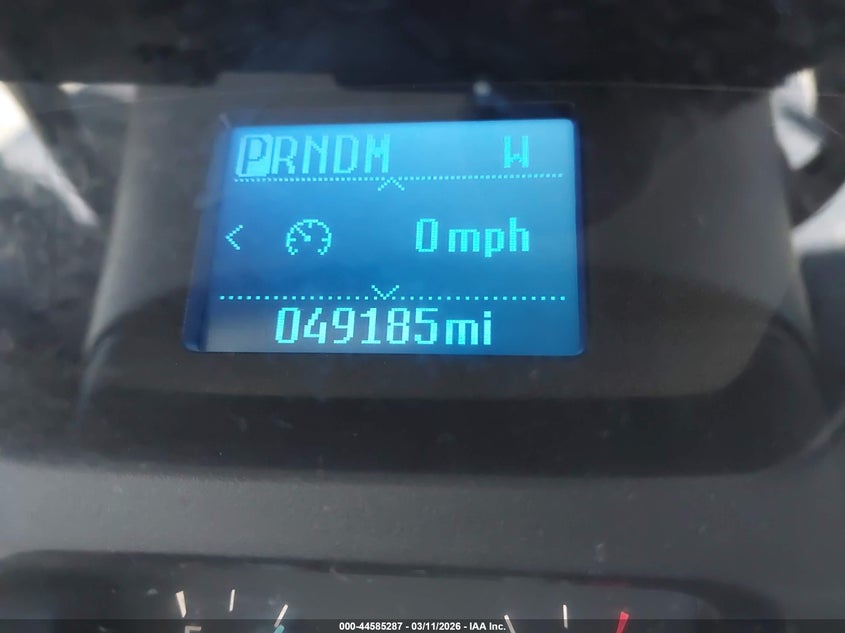 PRNDM W
0 mph
049185mi
000-44585287 - 03/11/2026 - IAA Inc.